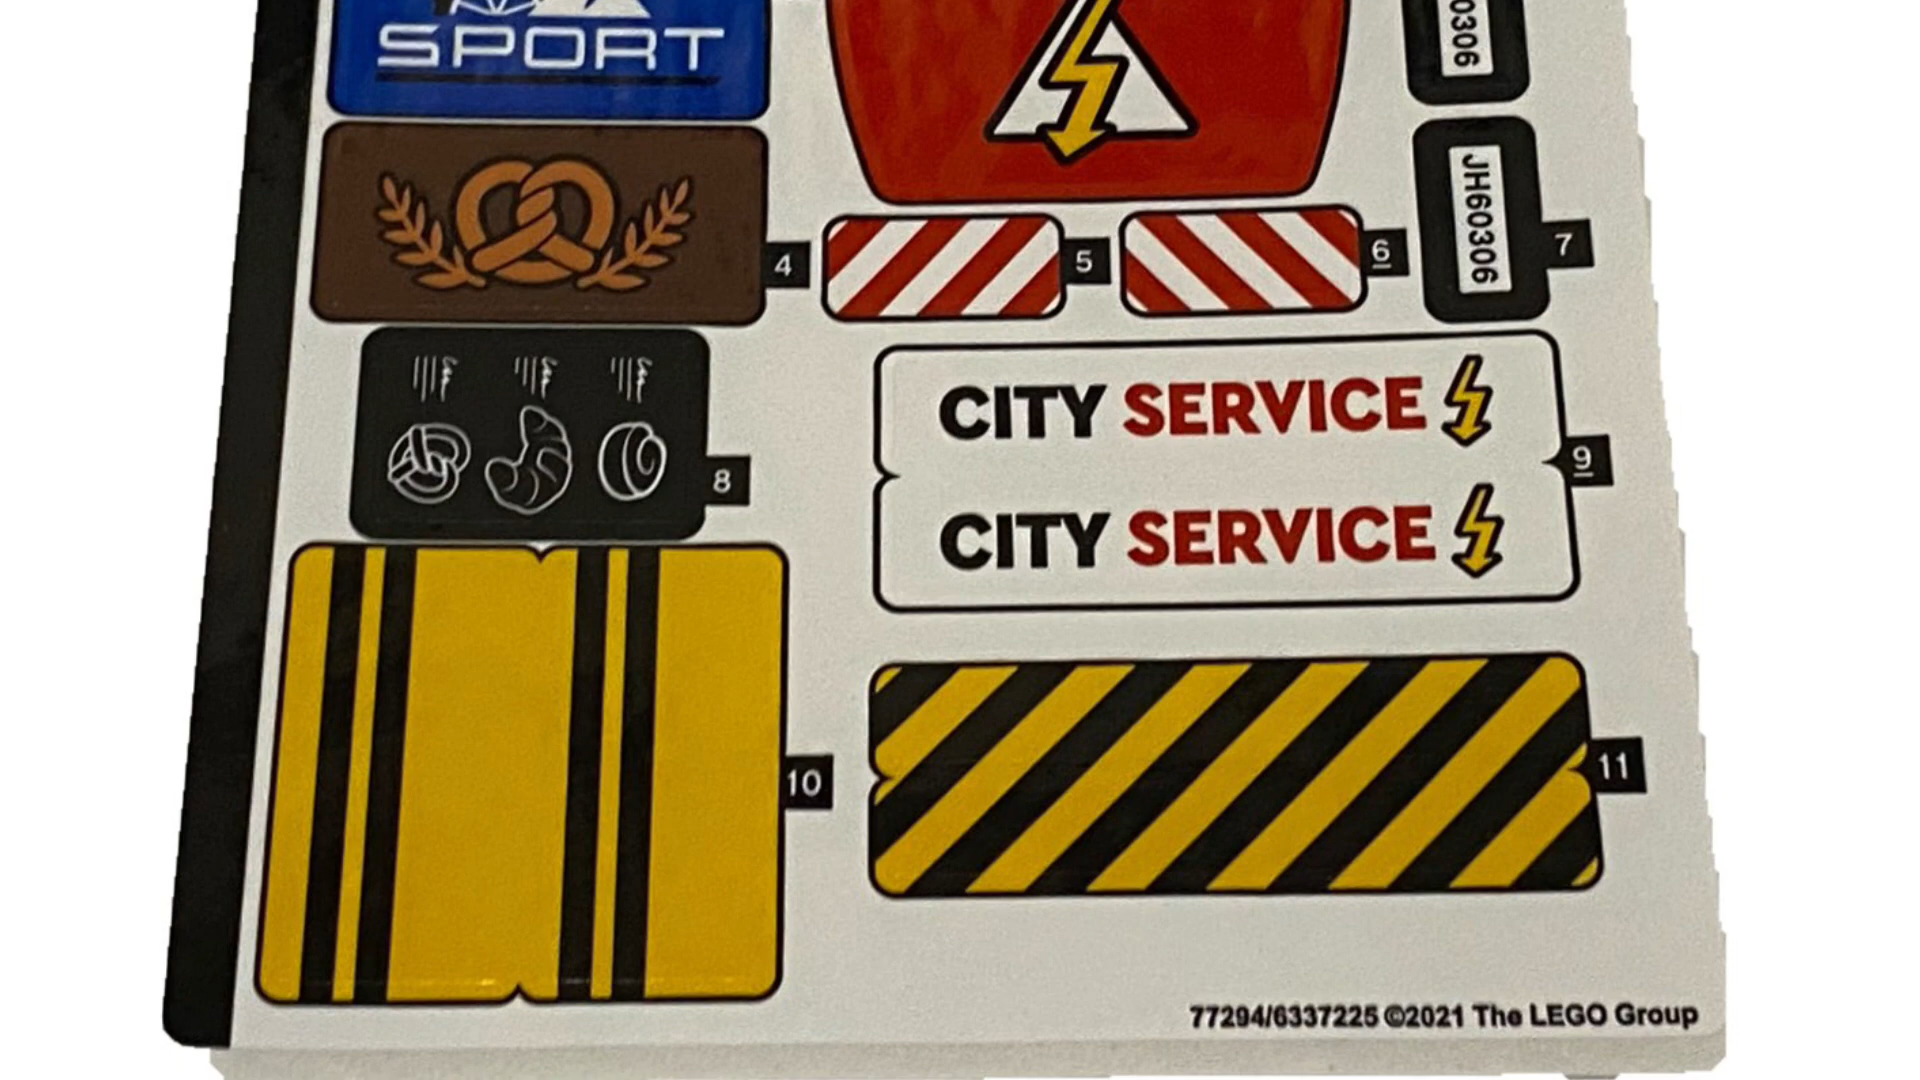 SPORT
0306
JH60306
4
5
6
7
8
CITY SERVICE
CITY SERVICE
9
10
11
77294/6337225 ©2021 The LEGO Group